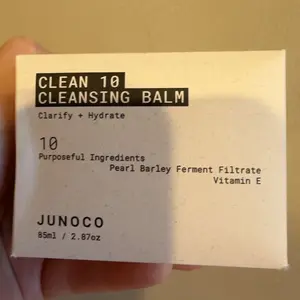 CLEAN 10
CLEANSING BALM
Clarify + Hydrate
10
Purposeful Ingredients
Pearl Barley Ferment Filtrate
Vitamin E
JUNOCO
85ml / 2.87oz